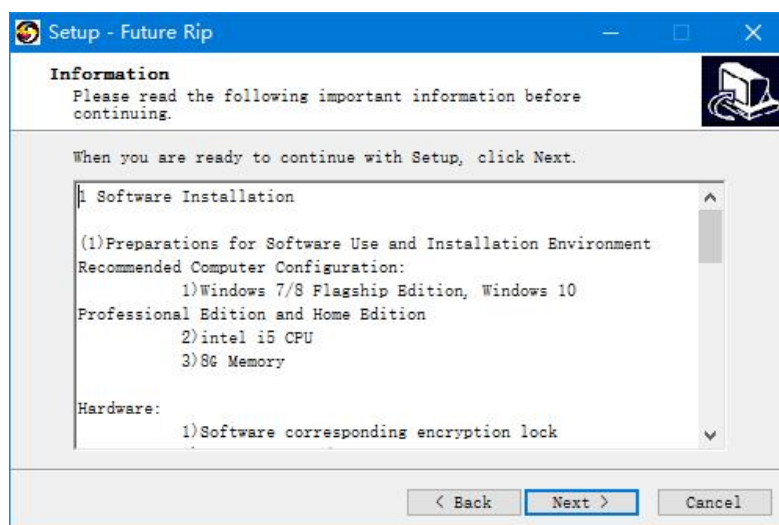 Setup - Future Rip
Information
Please read the following important information before
continuing.
When you are ready to continue with Setup, click Next.
1 Software Installation
(1)Preparations for Software Use and Installation Environment
Recommended Computer Configuration:
1)Windows 7/8 Flagship Edition, Windows 10
Professional Edition and Home Edition
2)intel i5 CPU
3)8G Memory
Hardware:
1)Software corresponding encryption lock
< Back
Next >
Cancel